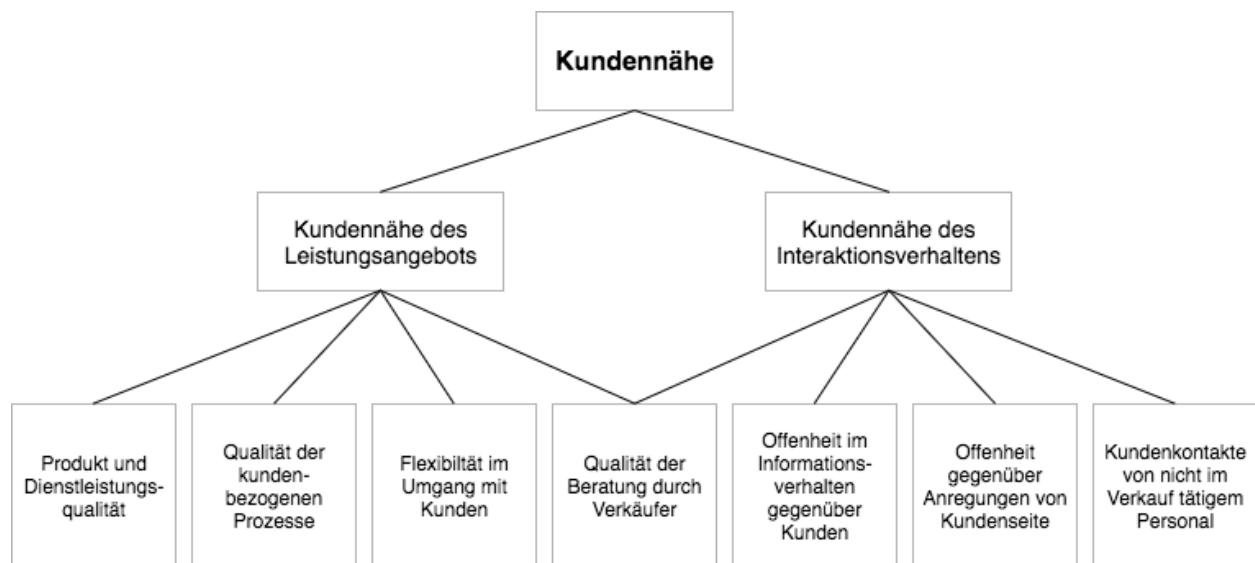 Kundennähe
Kundennähe des
Leistungsangebots
Kundennähe des
Interaktionsverhaltens
Produkt und
Dienstleistungs-
qualität
Qualität der
kunden-
bezogenen
Prozesse
Flexibiltät im
Umgang mit
Kunden
Qualität der
Beratung durch
Verkäufer
Offenheit im
Informations-
verhalten
gegenüber
Kunden
Offenheit
gegenüber
Anregungen von
Kundenseite
Kundenkontakte
von nicht im
Verkauf tätigem
Personal